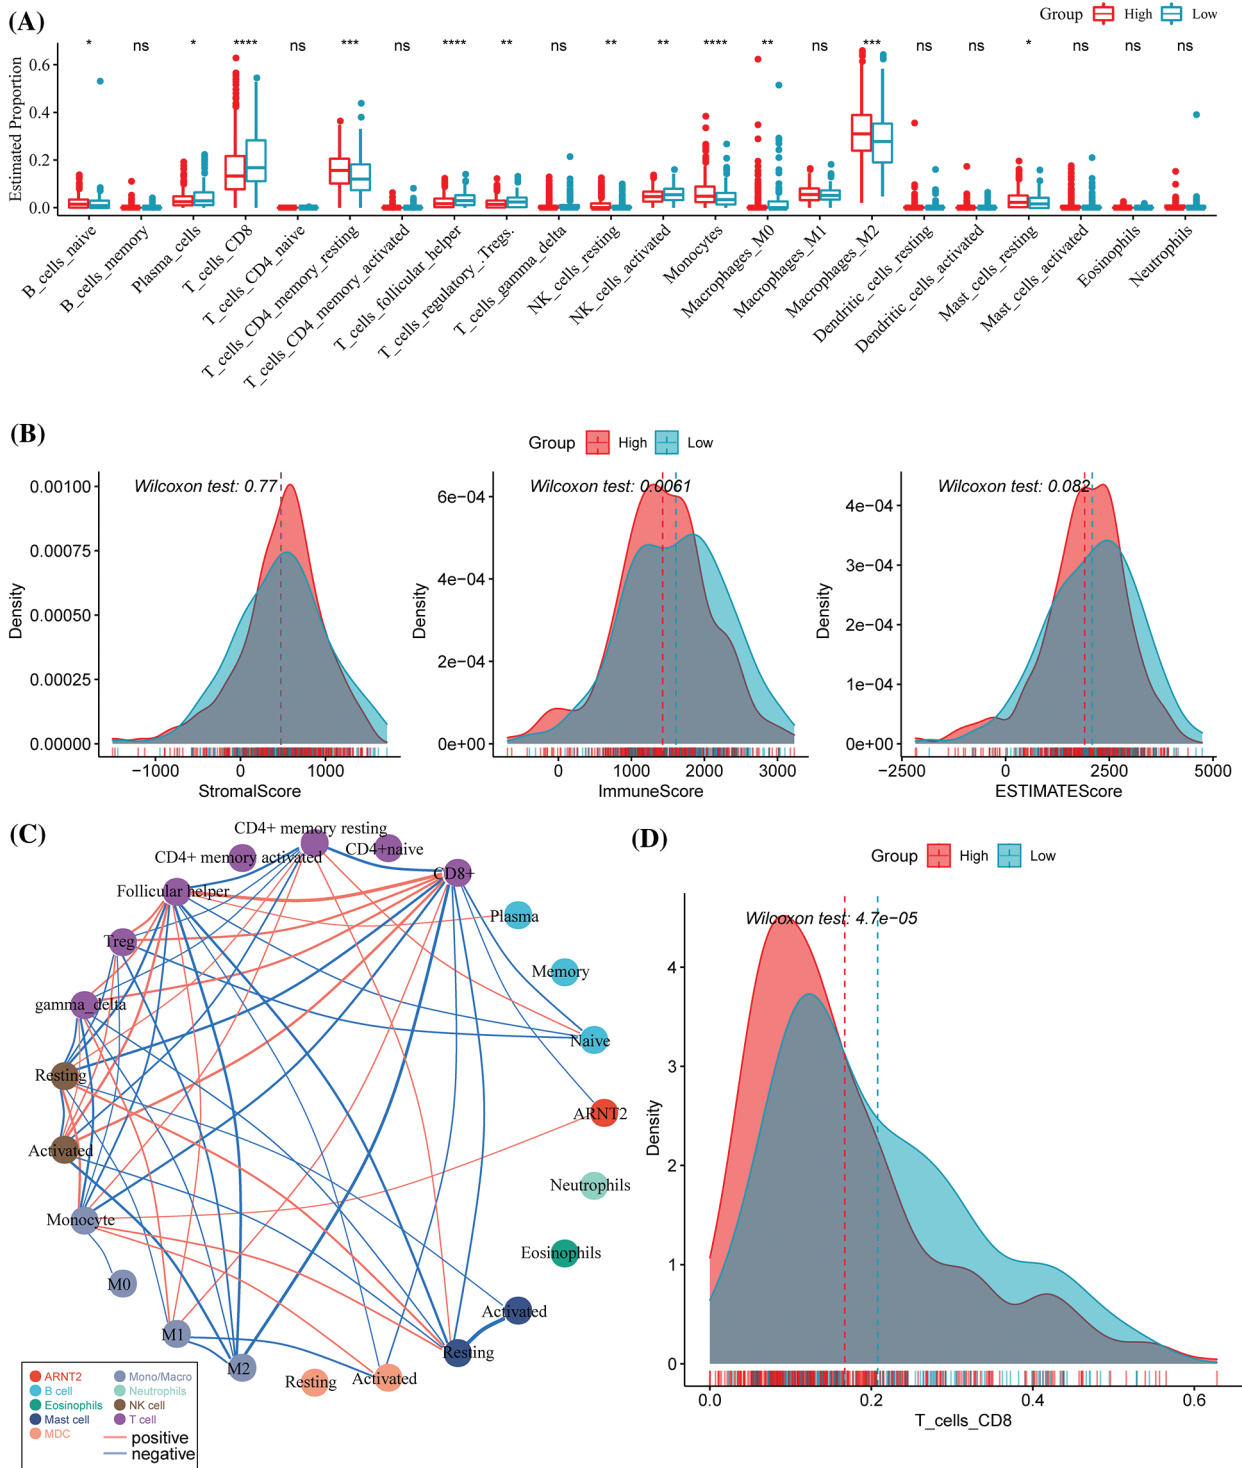 (A)
Group High Low
* ns * **** ns *** ns **** ** ns ** ** **** ** ns *** ns ns * ns ns ns
Estimated Proportion
0.6
0.4
0.2
0.0
B_cells_naive
B_cells_memory
Plasma_cells
T_cells_CD8
T_cells_CD4_naive
T_cells_CD4_memory_resting
T_cells_CD4_memory_activated
T_cells_follicular_helper
T_cells_regulatory_.Tregs.
T_cells_gamma_delta
NK_cells_resting
NK_cells_activated
Monocytes
Macrophages_M0
Macrophages_M1
Macrophages_M2
Dendritic_cells_resting
Dendritic_cells_activated
Mast_cells_resting
Mast_cells_activated
Eosinophils
Neutrophils
(B)
Group High Low
Wilcoxon test: 0.77
Density
0.00100
0.00075
0.00050
0.00025
0.00000
−1000 0 1000
StromalScore
Wilcoxon test: 0.0061
Density
6e−04
4e−04
2e−04
0e+00
0 1000 2000 3000
ImmuneScore
Wilcoxon test: 0.082
Density
4e−04
3e−04
2e−04
1e−04
0e+00
−2500 0 2500 5000
ESTIMATEScore
(C)
CD4+ memory resting
CD4+naive
CD4+ memory activated
CD8+
Follicular helper
Plasma
Treg
Memory
gamma_delta
Naive
Resting
ARNT2
Activated
Neutrophils
Monocyte
Eosinophils
M0
Activated
M1
Resting
M2
Resting
Activated
ARNT2
B cell
Eosinophils
Mast cell
MDC
Mono/Macro
Neutrophils
NK cell
T cell
positive
negative
(D)
Group High Low
Wilcoxon test: 4.7e−05
Density
4
3
2
1
0
0.0 0.2 0.4 0.6
T_cells_CD8